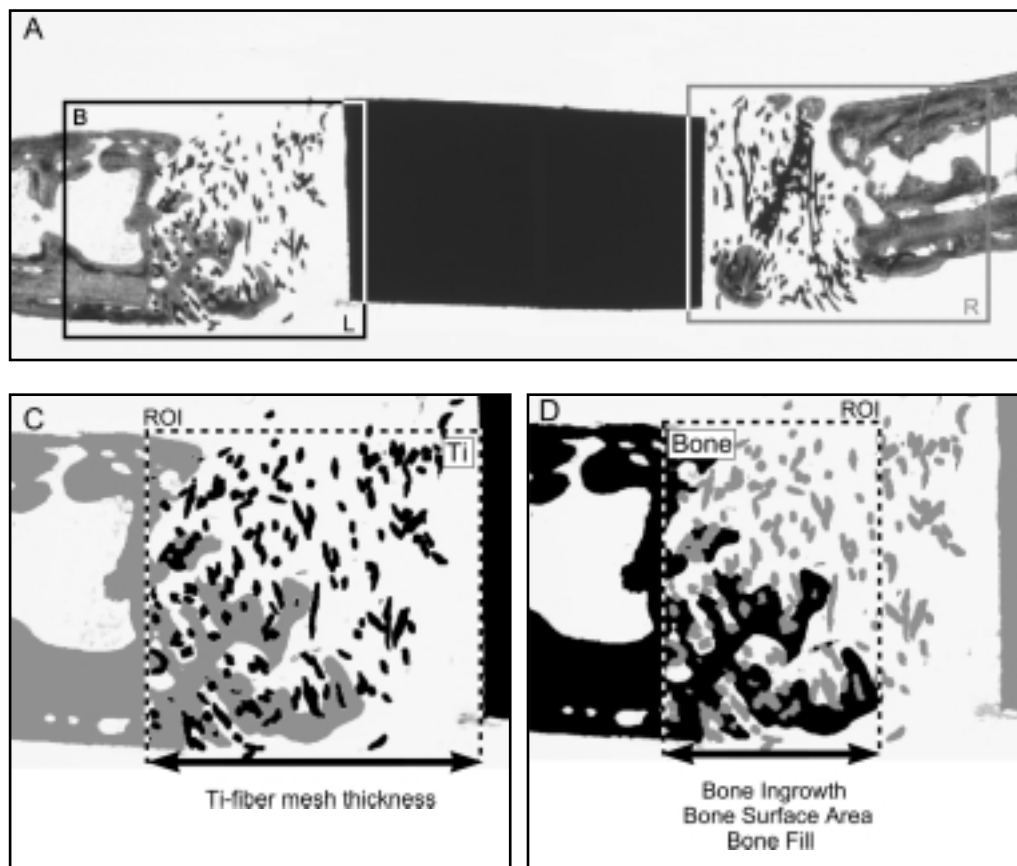 A
B
L
R
C
ROI
Ti
Ti-fiber mesh thickness
D
ROI
Bone
Bone Ingrowth
Bone Surface Area
Bone Fill